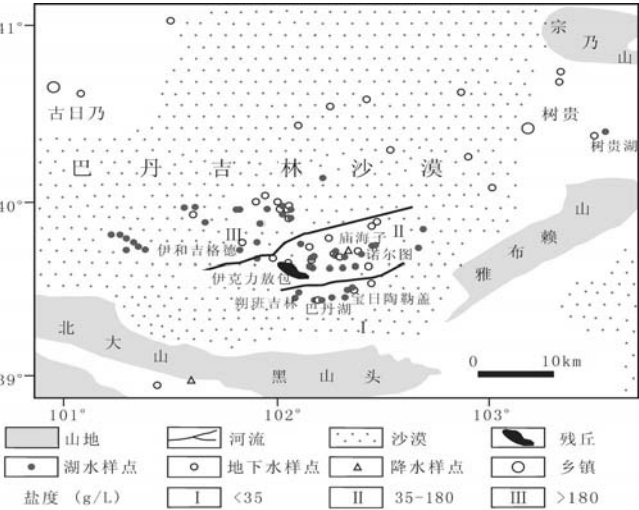 41°
宗乃山
古日乃
树贵
树贵湖
巴丹吉林沙漠
40°
III
II
庙海子
诺尔图
伊和吉格德
伊克力敖包
宝日陶勒盖
朔班吉林
巴丹湖
I
雅布赖山
北大山
黑山头
0 10km
39°
101° 102° 103°
山地 河流 沙漠 残丘
湖水样点 地下水样点 降水样点 乡镇
盐度 (g/L) I <35 II 35-180 III >180